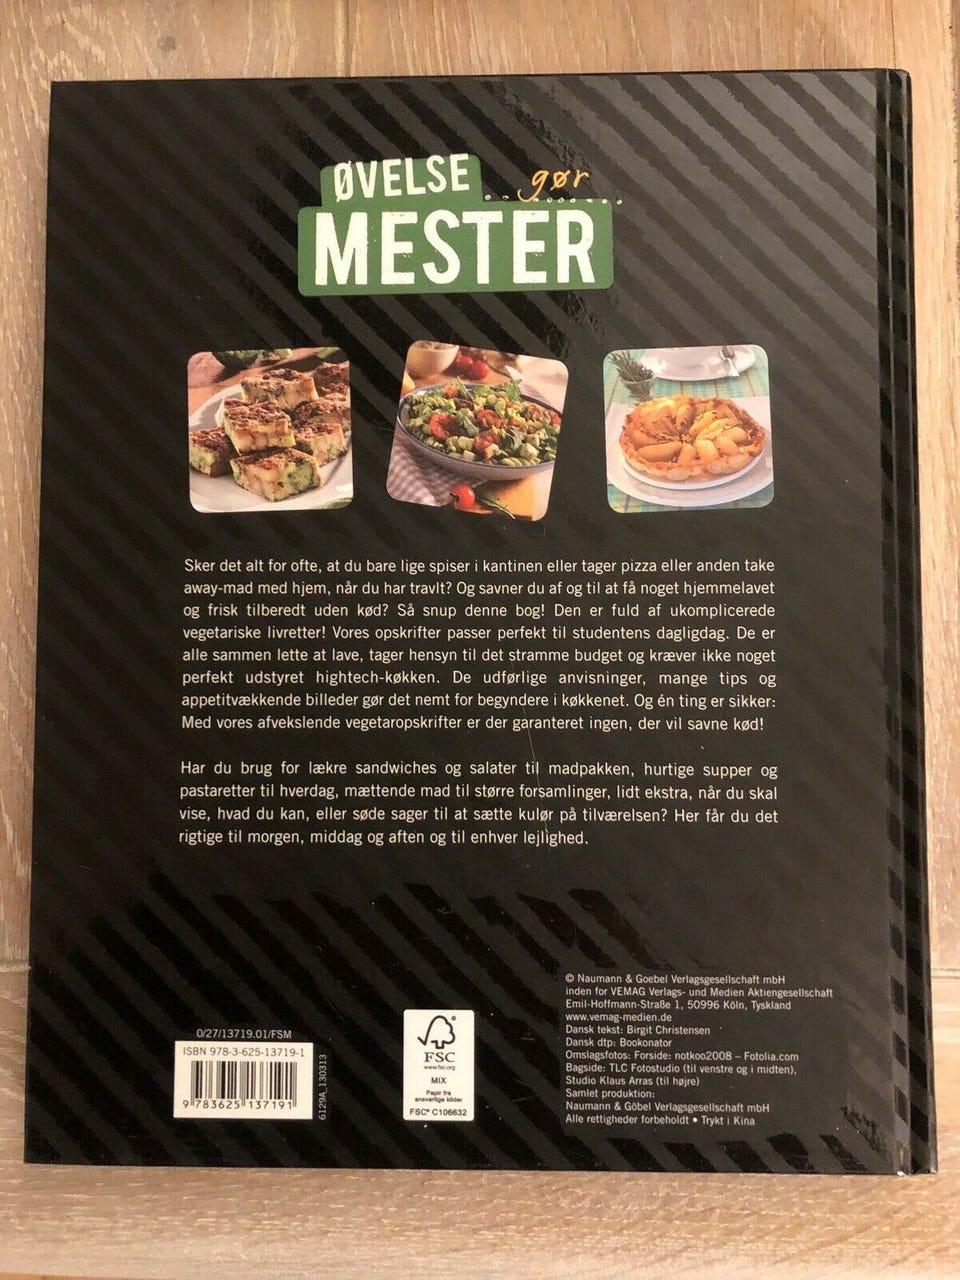 ØVELSE gør
MESTER
Sker det alt for ofte, at du bare lige spiser i kantinen eller tager pizza eller anden take
away-mad med hjem, når du har travlt? Og savner du af og til at få noget hjemmelavet
og frisk tilberedt uden kød? Så snup denne bog! Den er fuld af ukomplicerede
vegetariske livretter! Vores opskrifter passer perfekt til studentens dagligdag. De er
alle sammen lette at lave, tager hensyn til det stramme budget og kræver ikke noget
perfekt udstyret hightech-køkken. De udførlige anvisninger, mange tips og
appetitvækkende billeder gør det nemt for begyndere i køkkenet. Og én ting er sikker:
Med vores afvekslende vegetaropskrifter er der garanteret ingen, der vil savne kød!
Har du brug for lækre sandwiches og salater til madpakken, hurtige supper og
pastaretter til hverdag, mættende mad til større forsamlinger, lidt ekstra, når du skal
vise, hvad du kan, eller søde sager til at sætte kulør på tilværelsen? Her får du det
rigtige til morgen, middag og aften og til enhver lejlighed.
0/27/13719.01/FSM
ISBN 978-3-625-13719-1
9 783625 137191
6129A_130313
FSC
www.fsc.org
MIX
Papir fra
ansvarlige kilder
FSC® C106632
© Naumann & Goebel Verlagsgesellschaft mbH
inden for VEMAG Verlags- und Medien Aktiengesellschaft
Emil-Hoffmann-Straße 1, 50996 Köln, Tyskland
www.vemag-medien.de
Dansk tekst: Birgit Christensen
Dansk dtp: Bookonator
Omslagsfotos: Forside: notkoo2008 – Fotolia.com
Bagside: TLC Fotostudio (til venstre og i midten),
Studio Klaus Arras (til højre)
Samlet produktion:
Naumann & Göbel Verlagsgesellschaft mbH
Alle rettigheder forbeholdt • Trykt i Kina